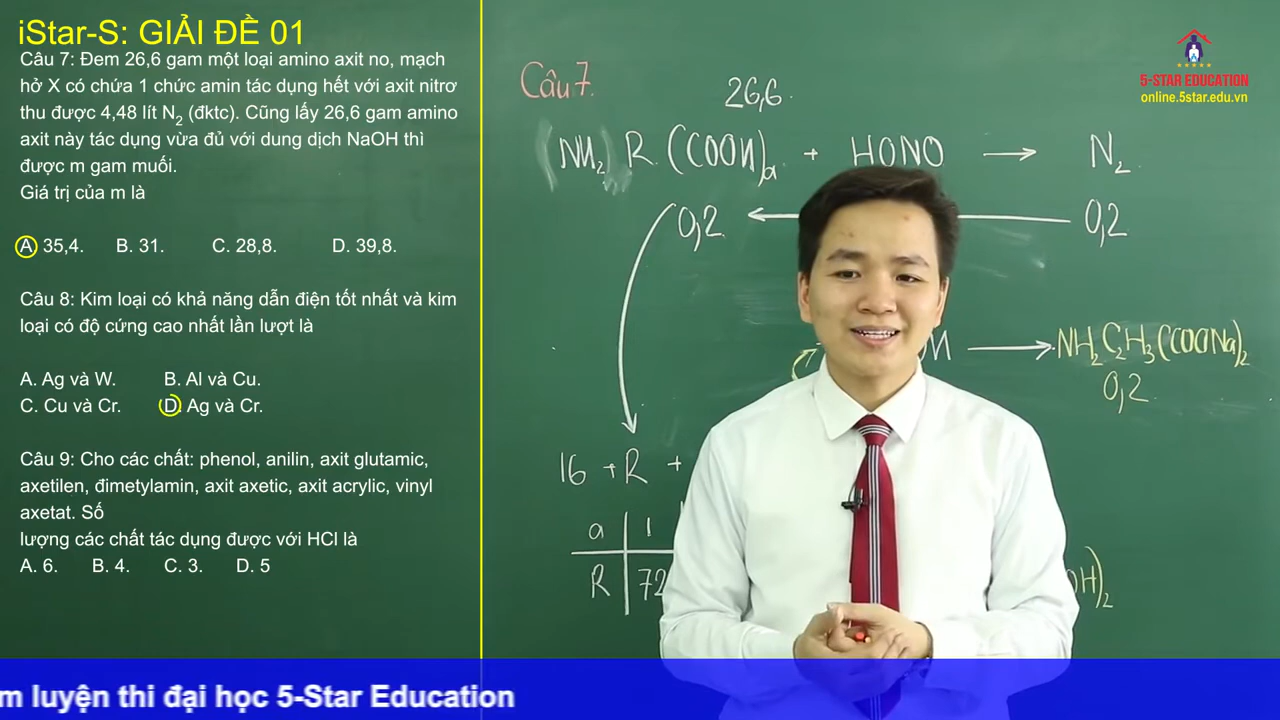 iStar-S: GIẢI ĐỀ 01
Câu 7: Đem 26,6 gam một loại amino axit no, mạch
hở X có chứa 1 chức amin tác dụng hết với axit nitrơ
thu được 4,48 lít N₂ (đktc). Cũng lấy 26,6 gam amino
axit này tác dụng vừa đủ với dung dịch NaOH thì
được m gam muối.
Giá trị của m là
A. 35,4. B. 31. C. 28,8. D. 39,8.
Câu 8: Kim loại có khả năng dẫn điện tốt nhất và kim
loại có độ cứng cao nhất lần lượt là
A. Ag và W. B. Al và Cu.
C. Cu và Cr. D. Ag và Cr.
Câu 9: Cho các chất: phenol, anilin, axit glutamic,
axetilen, đimetylamin, axit axetic, axit acrylic, vinyl
axetat. Số
lượng các chất tác dụng được với HCl là
A. 6. B. 4. C. 3. D. 5
Câu 7.
26,6.
(NH₂) R (COOH)a + HONO → N₂
0,2 ← 0,2
→ NH₂C₂H₃(COONa)₂
0,2
16 + R +
a | 1
R | 72
OH)₂
5-STAR EDUCATION
online.5star.edu.vn
m luyện thi đại học 5-Star Education